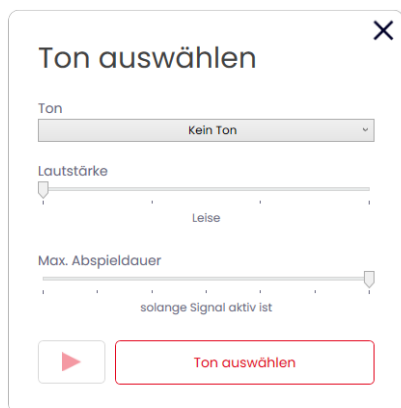 Ton auswählen
Ton
Kein Ton
Lautstärke
Leise
Max. Abspieldauer
solange Signal aktiv ist
Ton auswählen